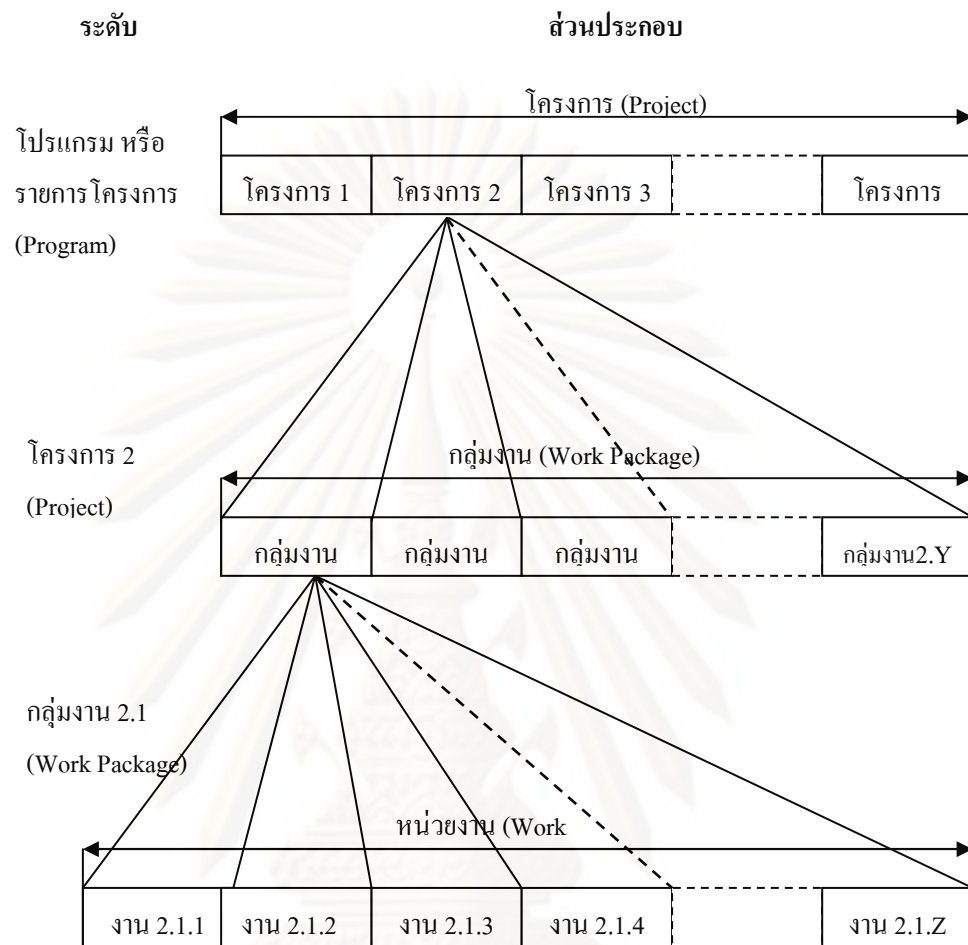 ระดับ ส่วนประกอบ
โครงการ (Project)
โปรแกรม หรือ
รายการโครงการ
(Program)
โครงการ 1 โครงการ 2 โครงการ 3 โครงการ
โครงการ 2
(Project)
กลุ่มงาน (Work Package)
กลุ่มงาน กลุ่มงาน กลุ่มงาน กลุ่มงาน2.Y
กลุ่มงาน 2.1
(Work Package)
หน่วยงาน (Work
งาน 2.1.1 งาน 2.1.2 งาน 2.1.3 งาน 2.1.4 งาน 2.1.Z